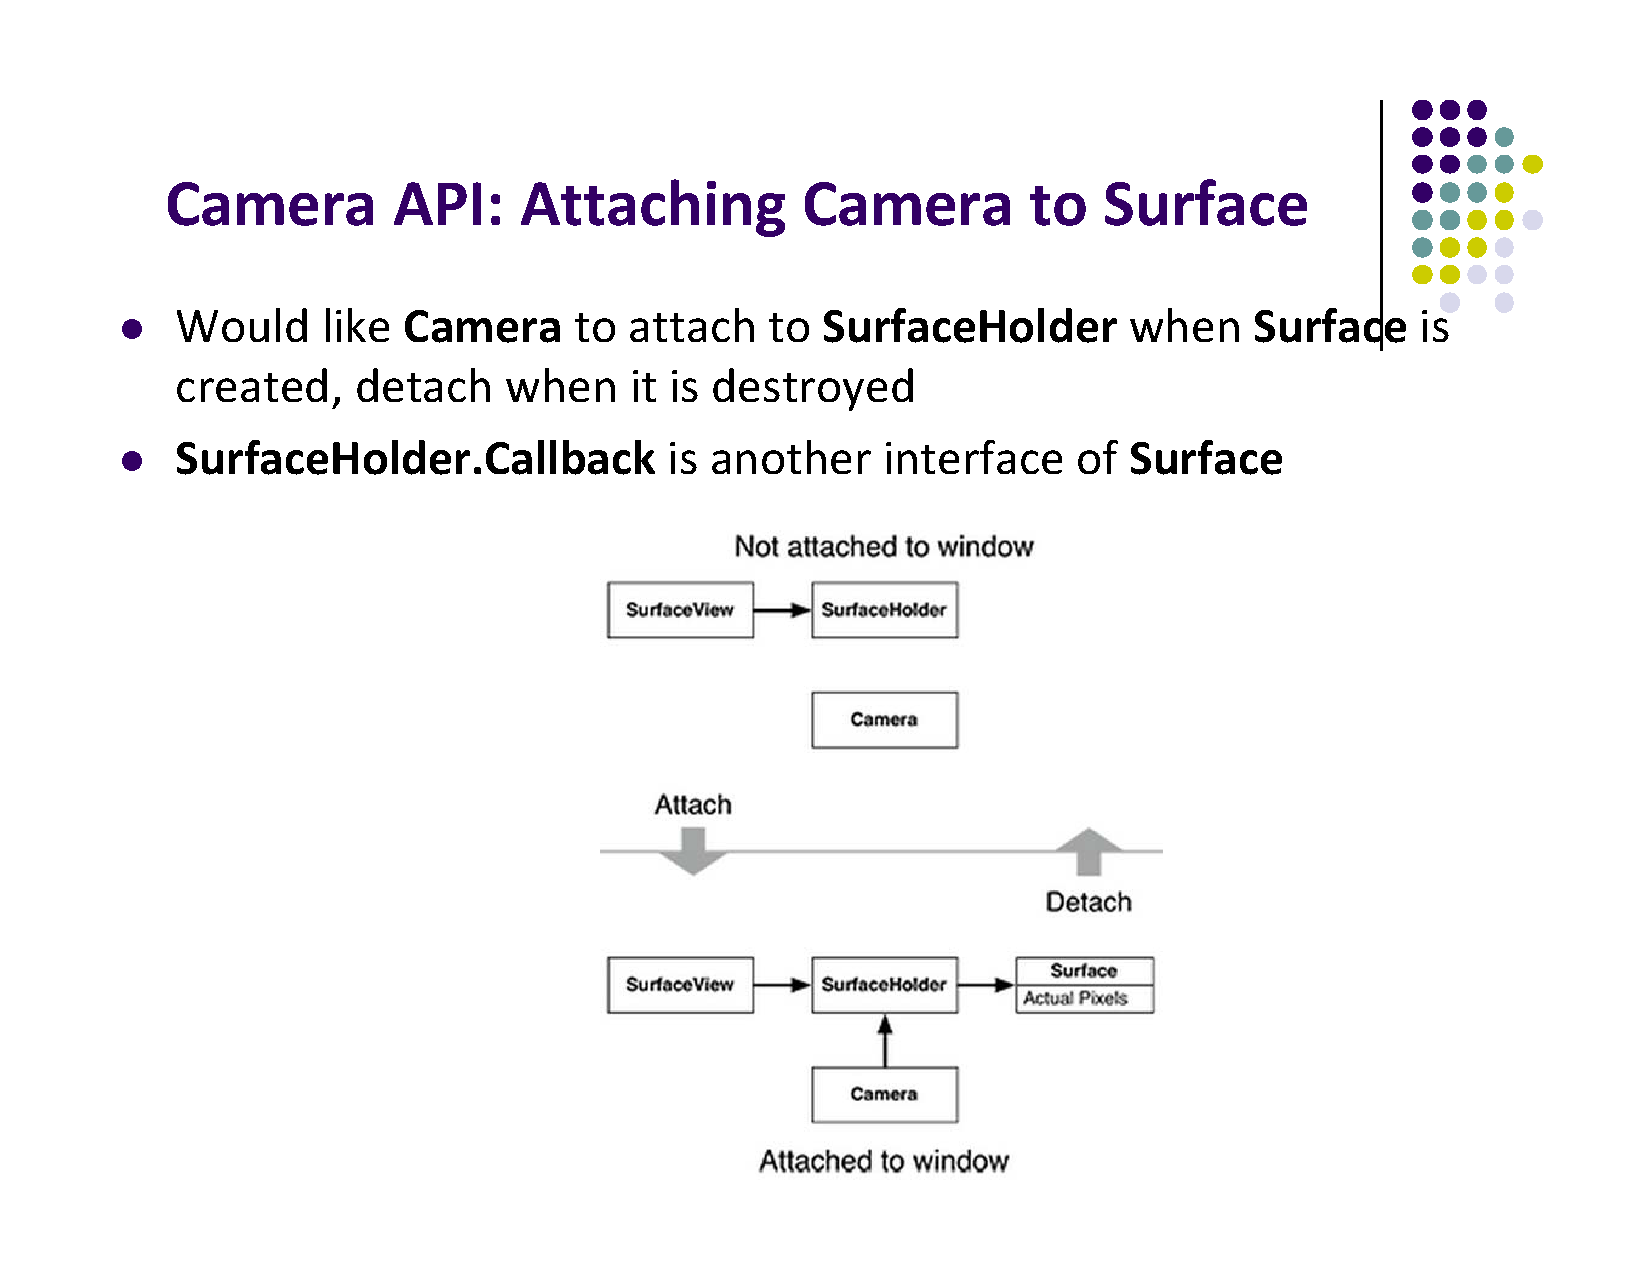 Camera API: Attaching Camera to Surface
Would like Camera to attach to SurfaceHolder when Surface is
created, detach when it is destroyed
SurfaceHolder.Callback is another interface of Surface
Not attached to window
SurfaceView
SurfaceHolder
Camera
Attach
Detach
SurfaceView
SurfaceHolder
Surface
Actual Pixels
Camera
Attached to window